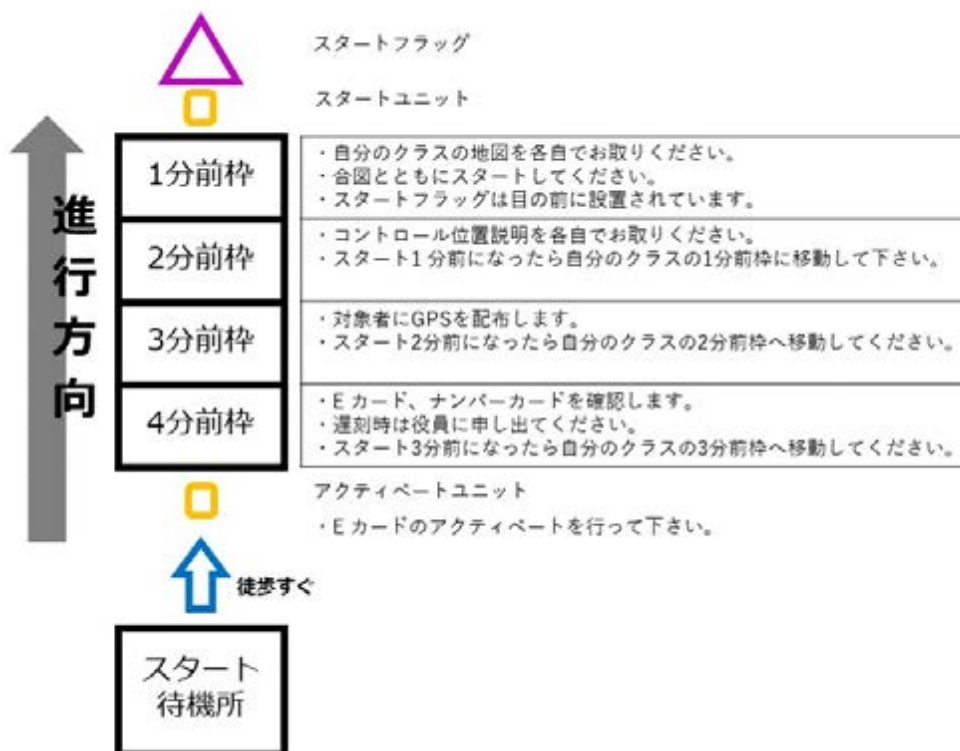 スタートフラッグ
スタートユニット
進行方向
1分前枠
・自分のクラスの地図を各自でお取りください。
・合図とともにスタートしてください。
・スタートフラッグは目の前に設置されています。
2分前枠
・コントロール位置説明を各自でお取りください。
・スタート1分前になったら自分のクラスの1分前枠に移動して下さい。
3分前枠
・対象者にGPSを配布します。
・スタート2分前になったら自分のクラスの2分前枠へ移動してください。
4分前枠
・Eカード、ナンバーカードを確認します。
・遅刻時は役員に申し出てください。
・スタート3分前になったら自分のクラスの3分前枠へ移動してください。
アクティベートユニット
・Eカードのアクティベートを行って下さい。
徒歩すぐ
スタート
待機所